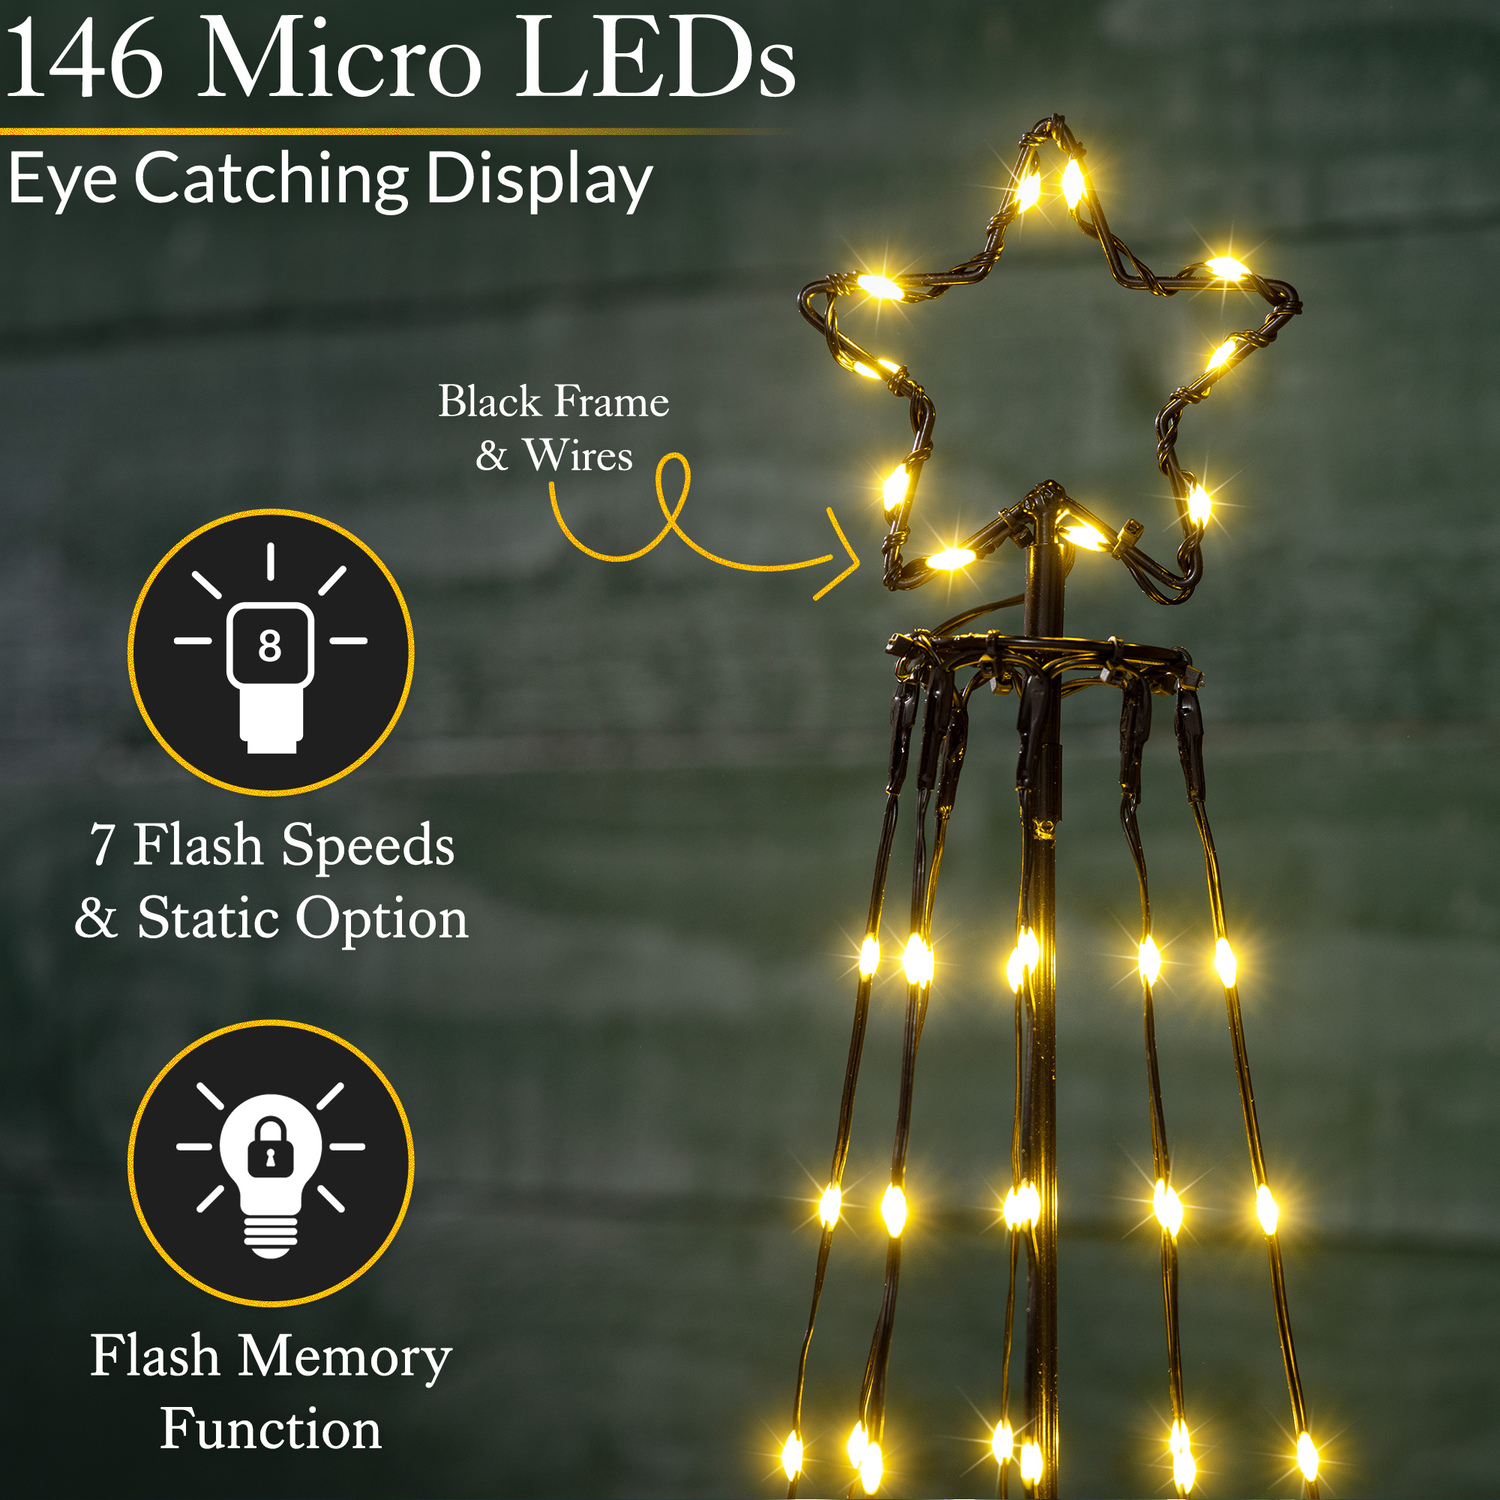 146 Micro LEDs
Eye Catching Display
Black Frame
& Wires
8
7 Flash Speeds
& Static Option
Flash Memory
Function